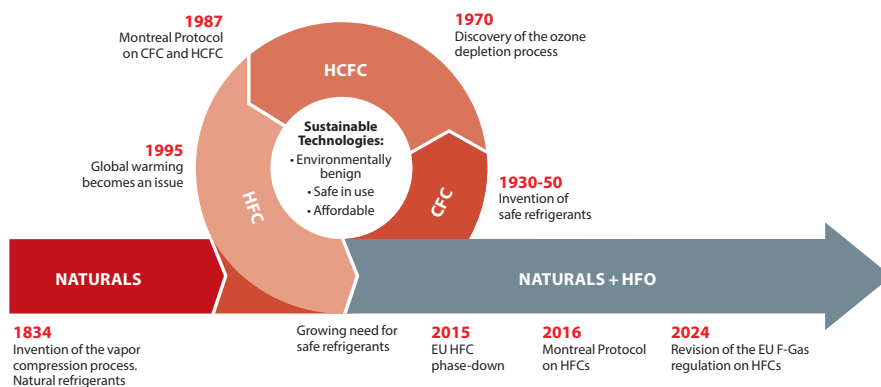 1987
Montreal Protocol
on CFC and HCFC
1970
Discovery of the ozone
depletion process
HCFC
Sustainable
Technologies:
• Environmentally
benign
• Safe in use
• Affordable
1995
Global warming
becomes an issue
HFC
CFC
1930-50
Invention of
safe refrigerants
NATURALS
NATURALS + HFO
1834
Invention of the vapor
compression process.
Natural refrigerants
Growing need for
safe refrigerants
2015
EU HFC
phase-down
2016
Montreal Protocol
on HFCs
2024
Revision of the EU F-Gas
regulation on HFCs